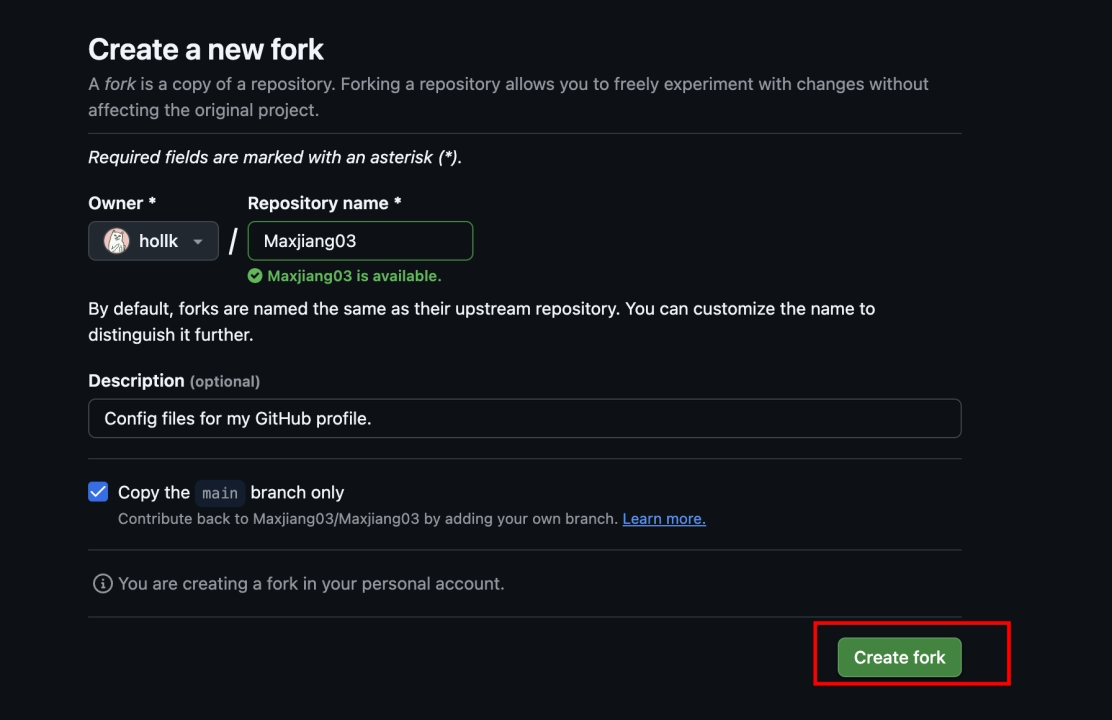 Create a new fork
A fork is a copy of a repository. Forking a repository allows you to freely experiment with changes without
affecting the original project.
Required fields are marked with an asterisk (*).
Owner * Repository name *
hollk / Maxjiang03
Maxjiang03 is available.
By default, forks are named the same as their upstream repository. You can customize the name to
distinguish it further.
Description (optional)
Config files for my GitHub profile.
Copy the main branch only
Contribute back to Maxjiang03/Maxjiang03 by adding your own branch. Learn more.
You are creating a fork in your personal account.
Create fork